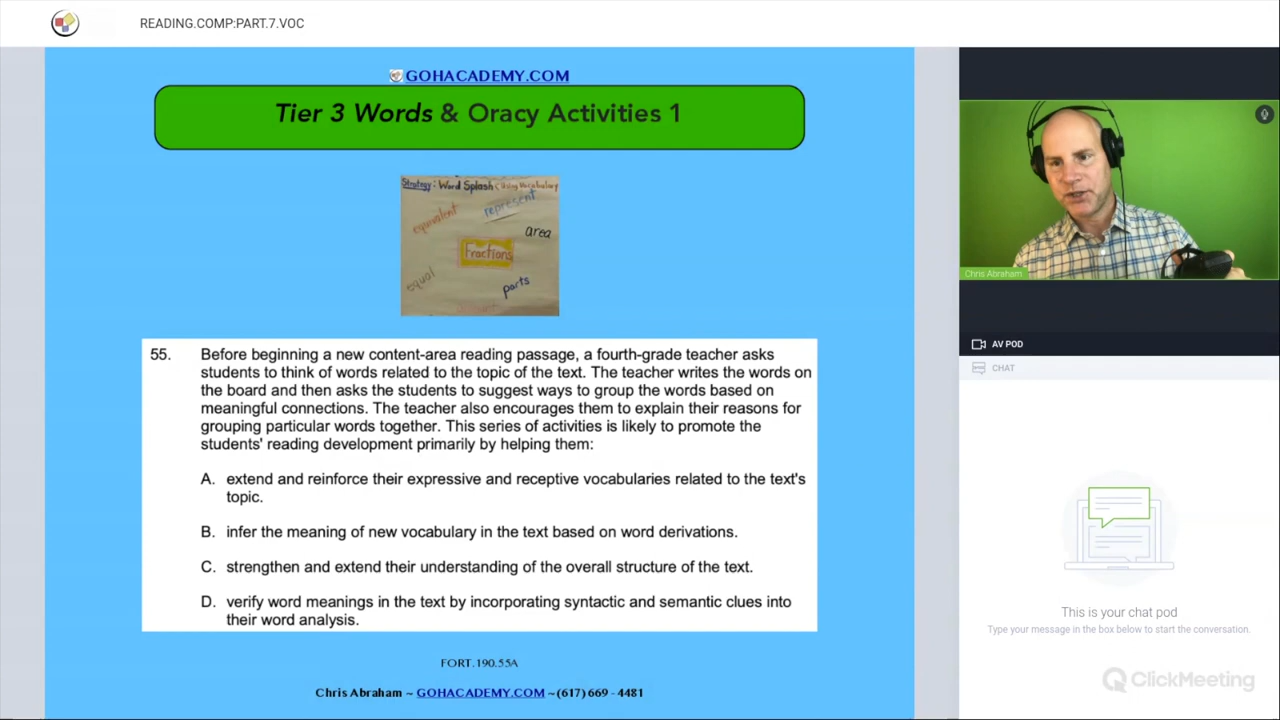 READING.COMP:PART.7.VOC
GOHACADEMY.COM
Tier 3 Words & Oracy Activities 1
Strategy: Word Splash (Using Vocabulary
equivalent
represent
area
Fractions
equal
parts
55. Before beginning a new content-area reading passage, a fourth-grade teacher asks
students to think of words related to the topic of the text. The teacher writes the words on
the board and then asks the students to suggest ways to group the words based on
meaningful connections. The teacher also encourages them to explain their reasons for
grouping particular words together. This series of activities is likely to promote the
students' reading development primarily by helping them:
A. extend and reinforce their expressive and receptive vocabularies related to the text's
topic.
B. infer the meaning of new vocabulary in the text based on word derivations.
C. strengthen and extend their understanding of the overall structure of the text.
D. verify word meanings in the text by incorporating syntactic and semantic clues into
their word analysis.
FORT.190.55A
Chris Abraham ~ GOHACADEMY.COM ~(617)669 - 4481
Chris Abraham
AV POD
CHAT
This is your chat pod
Type your message in the box below to start the conversation.
ClickMeeting